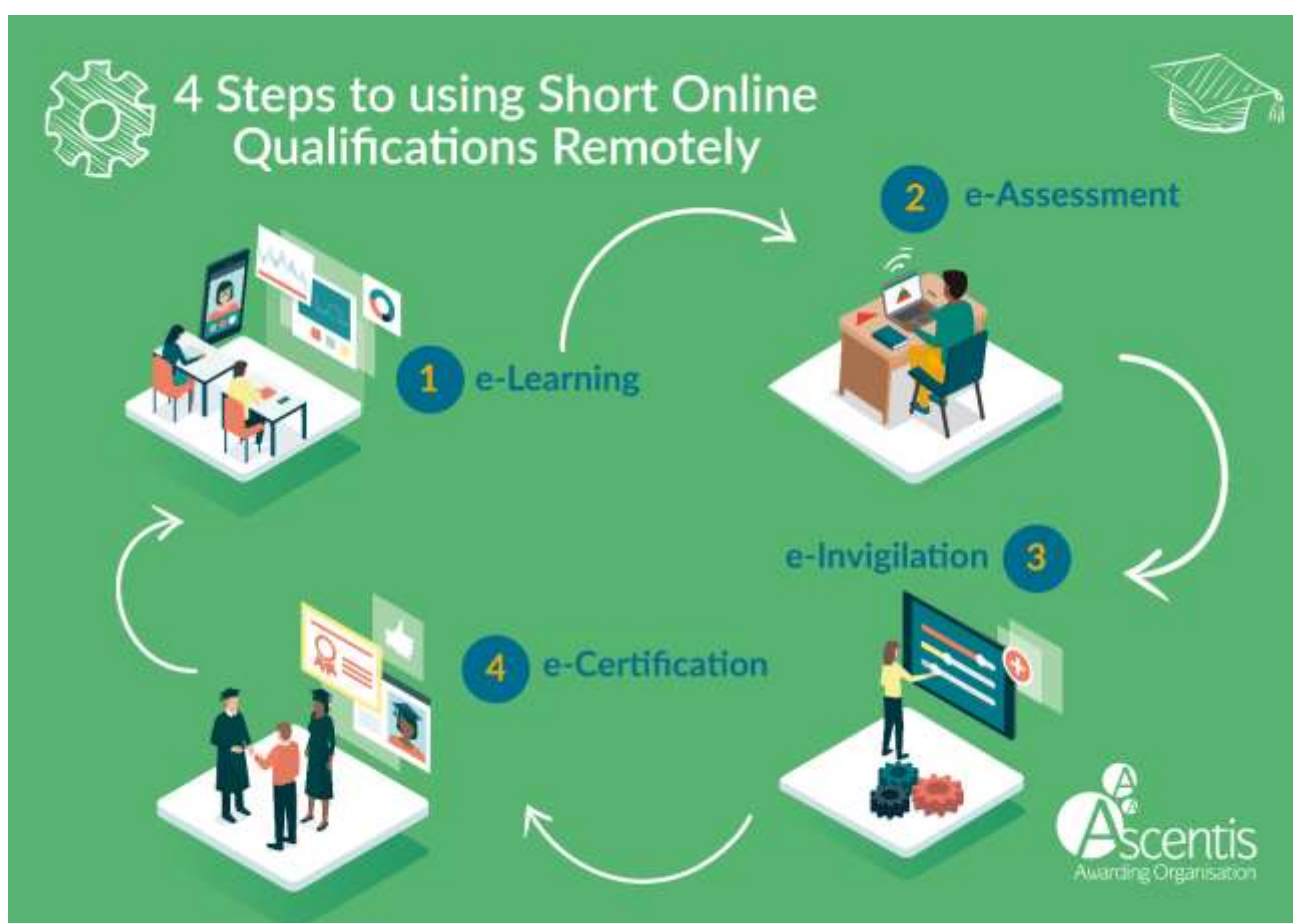 4 Steps to using Short Online
Qualifications Remotely
1 e-Learning
2 e-Assessment
e-Invigilation 3
4 e-Certification
A
A
Ascentis
Awarding Organisation